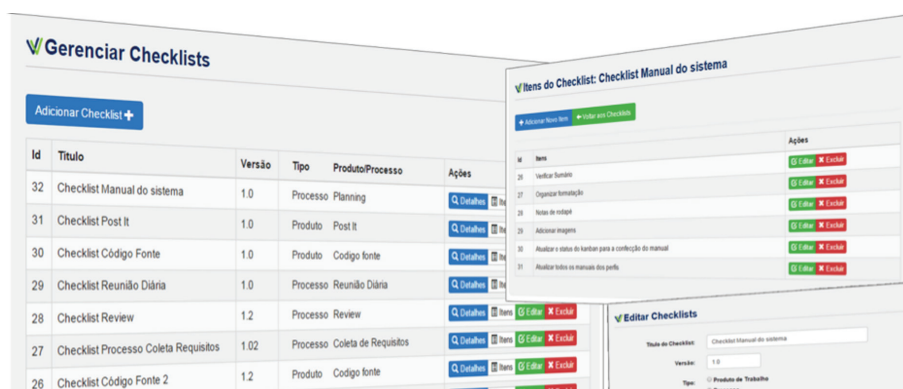 Gerenciar Checklists
Adicionar Checklist
Id Titulo Versão Tipo Produto/Processo Ações
32 Checklist Manual do sistema 1.0 Processo Planning Detalhes
31 Checklist Post It 1.0 Produto Post It Detalhes
30 Checklist Código Fonte 1.0 Produto Codigo fonte Detalhes
29 Checklist Reunião Diária 1.0 Processo Reunião Diária Detalhes
28 Checklist Review 1.2 Processo Review Detalhes Itens Editar Excluir
27 Checklist Processo Coleta Requisitos 1.02 Processo Coleta de Requisitos Detalhes Itens Editar Excluir
26 Checklist Código Fonte 2 1.2 Produto Codigo fonte Detalhes Itens Editar Excluir
Itens do Checklist: Checklist Manual do sistema
Adicionar Novo Item Voltar aos Checklists
Id Itens Ações
26 Verificar Sumário Editar Excluir
27 Organizar formatação Editar Excluir
28 Notas de rodapé Editar Excluir
29 Adicionar imagens Editar Excluir
30 Atualizar o status do kanban para a confecção do manual Editar Excluir
31 Atualizar todos os manuais dos perfis Editar Excluir
Editar Checklists
Titulo do Checklist: Checklist Manual do sistema
Versão: 1.0
Tipo: Produto de Trabalho